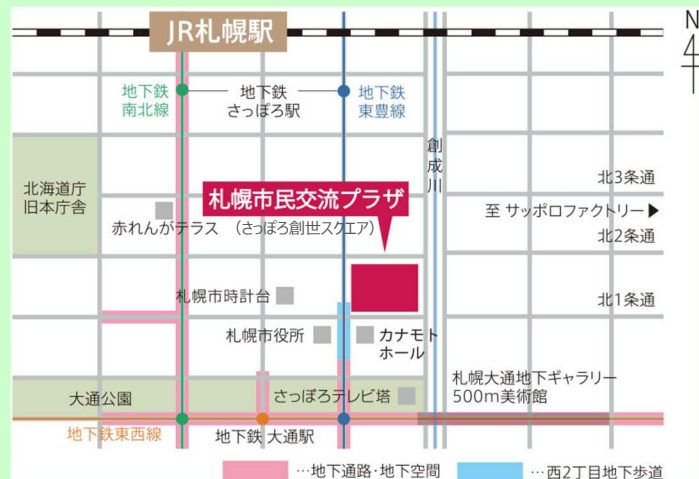 N
JR札幌駅
地下鉄
南北線
地下鉄
さっぽろ駅
地下鉄
東豊線
創成川
北海道庁
旧本庁舎
札幌市民交流プラザ
(さっぽろ創世スクエア)
赤れんがテラス
北3条通
至 サッポロファクトリー▶
北2条通
札幌市時計台
北1条通
札幌市役所
カナモト
ホール
大通公園
さっぽろテレビ塔
札幌大通地下ギャラリー
500m美術館
地下鉄東西線
地下鉄 大通駅
…地下通路・地下空間
…西2丁目地下歩道